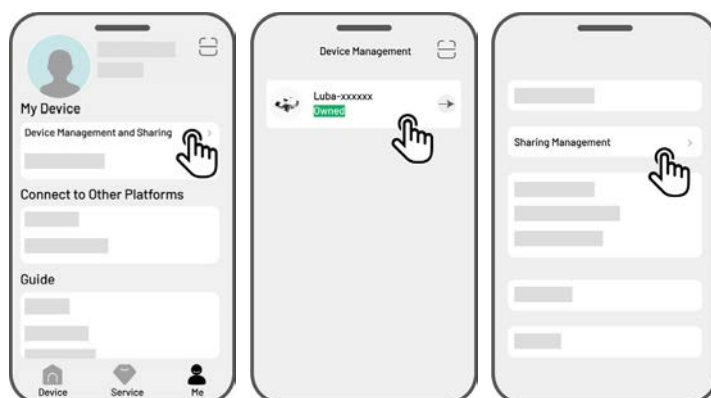 My Device
Device Management and Sharing
Connect to Other Platforms
Guide
Device Service Me
Device Management
Luba-xxxxxx
Owned
Sharing Management